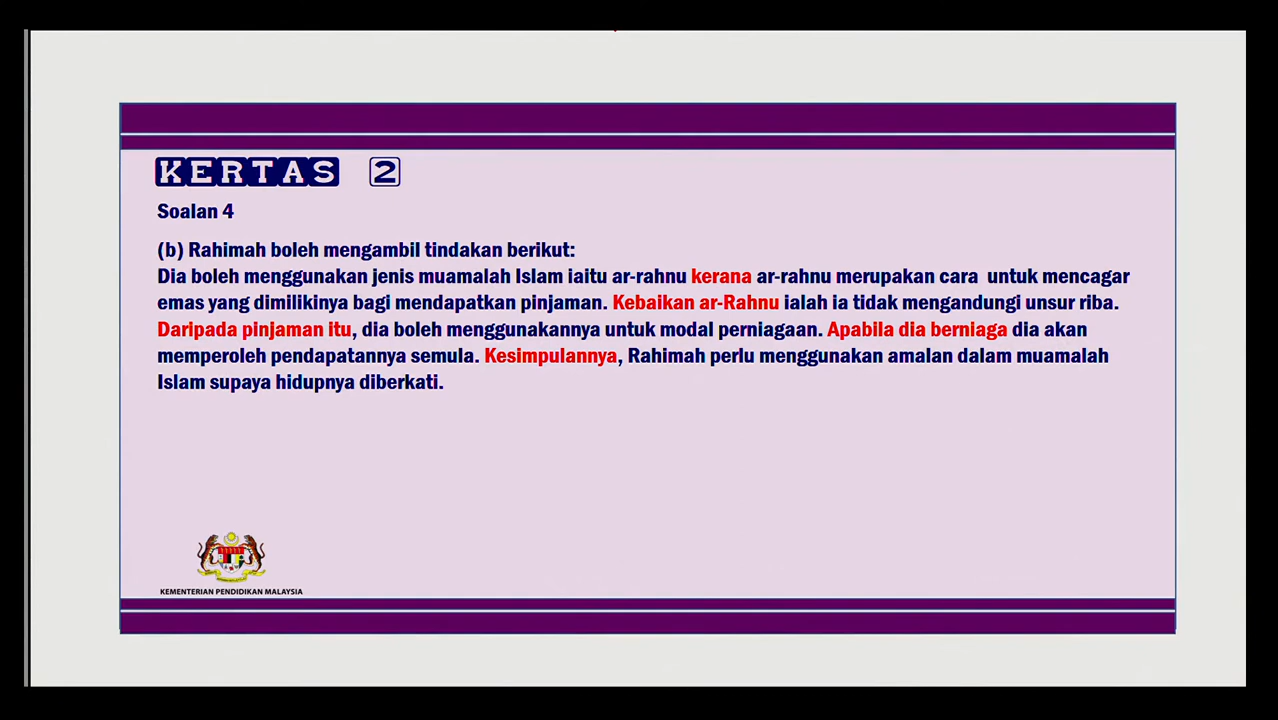 KERTAS 2
Soalan 4
(b) Rahimah boleh mengambil tindakan berikut:
Dia boleh menggunakan jenis muamalah Islam iaitu ar-rahnu kerana ar-rahnu merupakan cara untuk mencagar
emas yang dimilikinya bagi mendapatkan pinjaman. Kebaikan ar-Rahnu ialah ia tidak mengandungi unsur riba.
Daripada pinjaman itu, dia boleh menggunakannya untuk modal perniagaan. Apabila dia berniaga dia akan
memperoleh pendapatannya semula. Kesimpulannya, Rahimah perlu menggunakan amalan dalam muamalah
Islam supaya hidupnya diberkati.
KEMENTERIAN PENDIDIKAN MALAYSIA